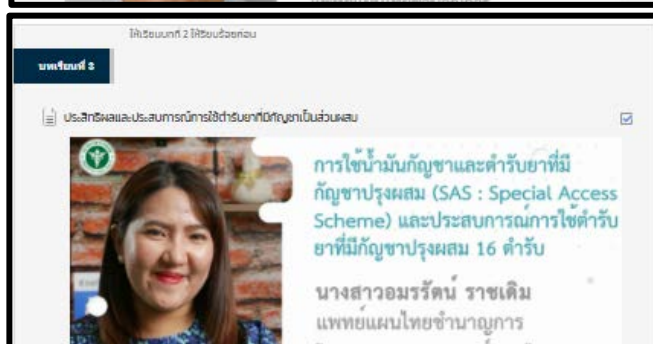 ให้เรียนบทที่ 2 ให้เรียบร้อยก่อน
บทเรียนที่ 3
ประสิทธิผลและประสบการณ์การใช้ตำรับยาที่มีกัญชาเป็นส่วนผสม
การใช้น้ำมันกัญชาและตำรับยาที่มี
กัญชาปรุงผสม (SAS : Special Access
Scheme) และประสบการณ์การใช้ตำรับ
ยาที่มีกัญชาปรุงผสม 16 ตำรับ
นางสาวอมรรัตน์ ราชเดิม
แพทย์แผนไทยชำนาญการ